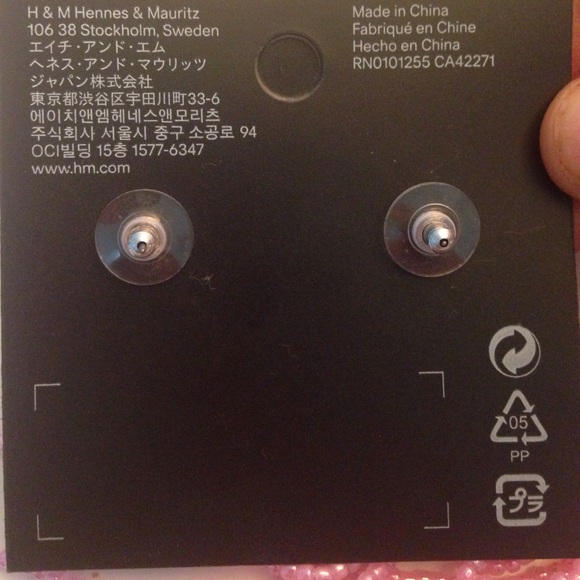 H & M Hennes & Mauritz
106 38 Stockholm, Sweden
エイチ・アンド・エム
ヘネス・アンド・マウリッツ
ジャパン株式会社
東京都渋谷区宇田川町33-6
에이치앤엠헤네스앤모리츠
주식회사 서울시 중구 소공로 94
OCI빌딩 15층 1577-6347
www.hm.com
Made in China
Fabriqué en Chine
Hecho en China
RN0101255 CA42271
05
PP
プラ